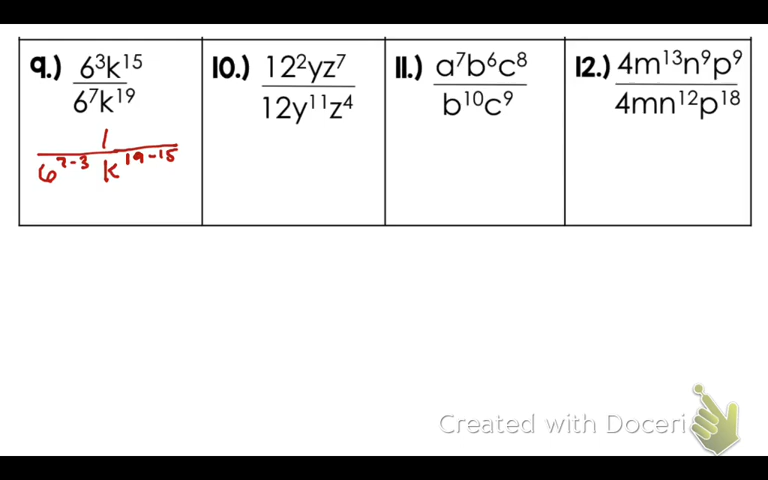 9.) 6³k¹⁵ / 6⁷k¹⁹
1 / 6⁷⁻³ k¹⁹⁻¹⁵
10.) 12²yz⁷ / 12y¹¹z⁴
11.) a⁷b⁶c⁸ / b¹⁰c⁹
12.) 4m¹³n⁹p⁹ / 4mn¹²p¹⁸
Created with Doceri